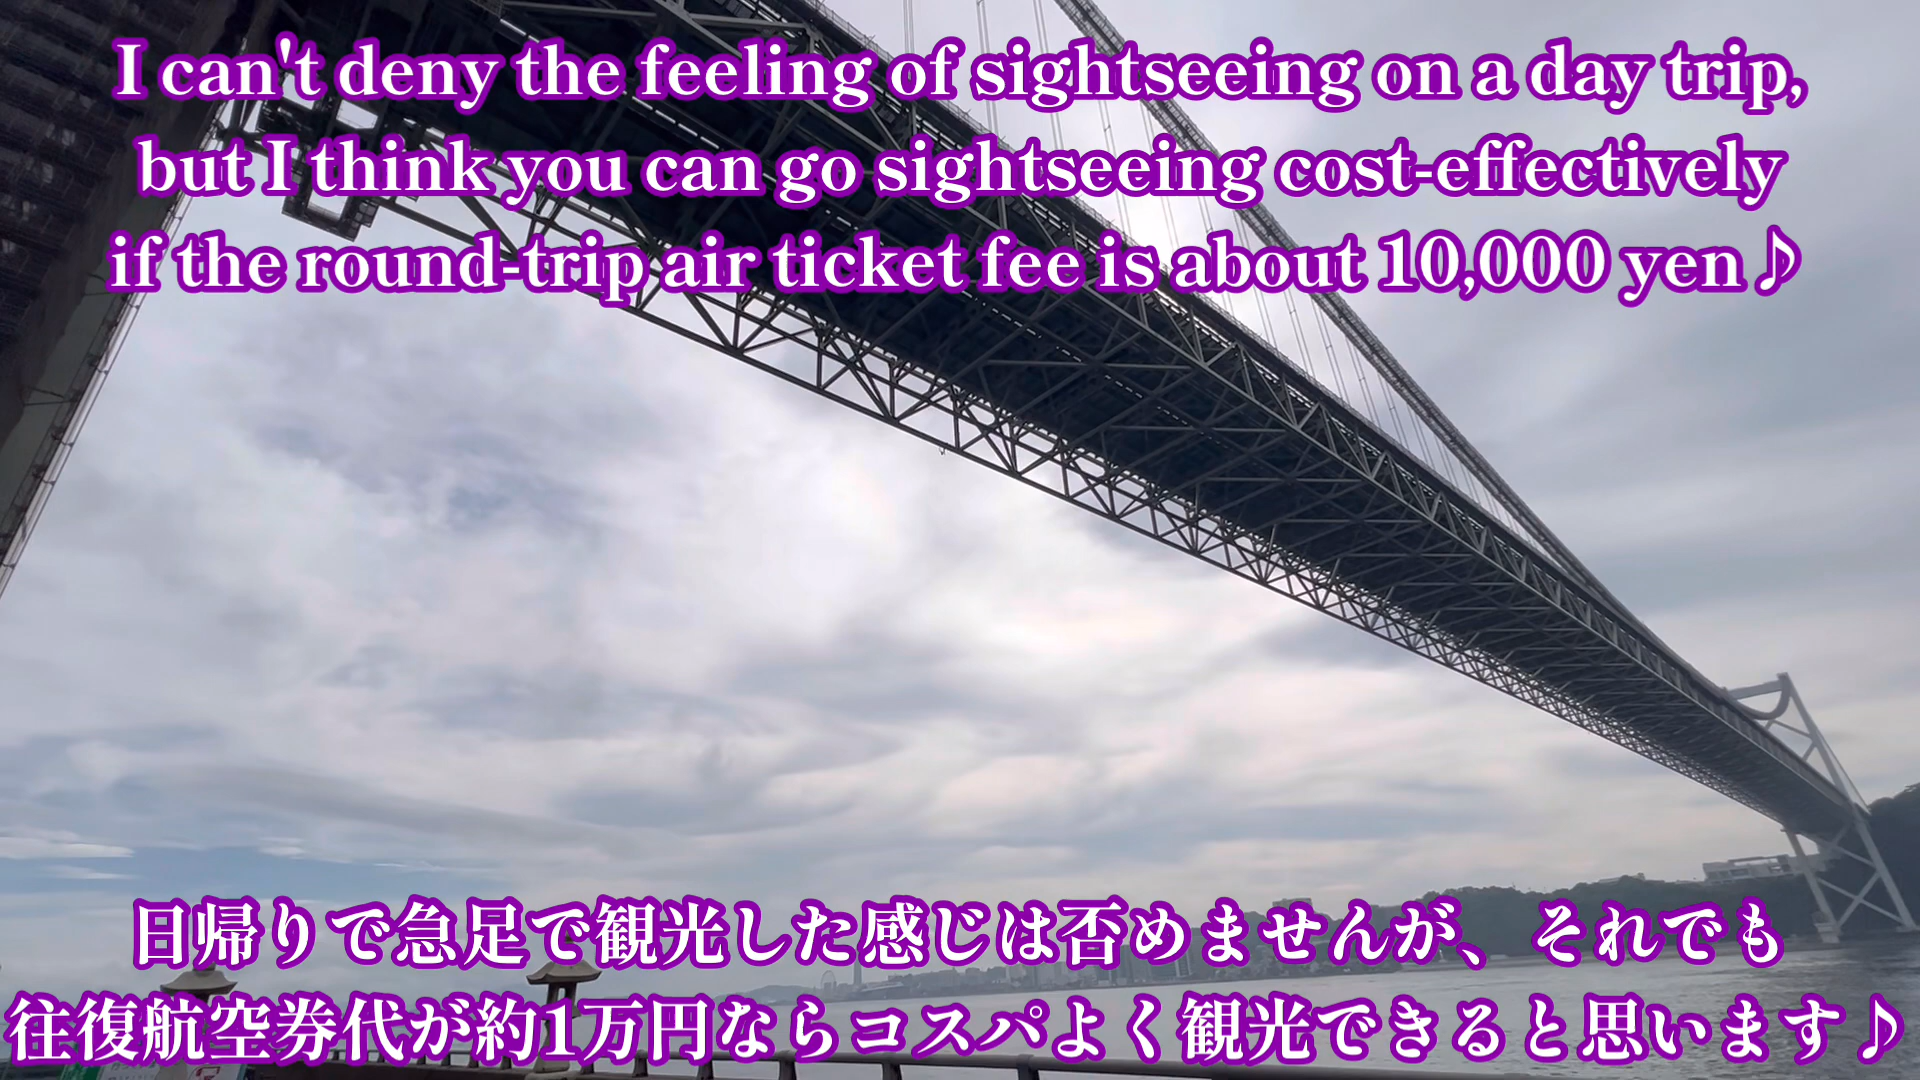 I can't deny the feeling of sightseeing on a day trip,
but I think you can go sightseeing cost-effectively
if the round-trip air ticket fee is about 10,000 yen♪
日帰りで急足で観光した感じは否めませんが、それでも
往復航空券代が約1万円ならコスパよく観光できると思います♪